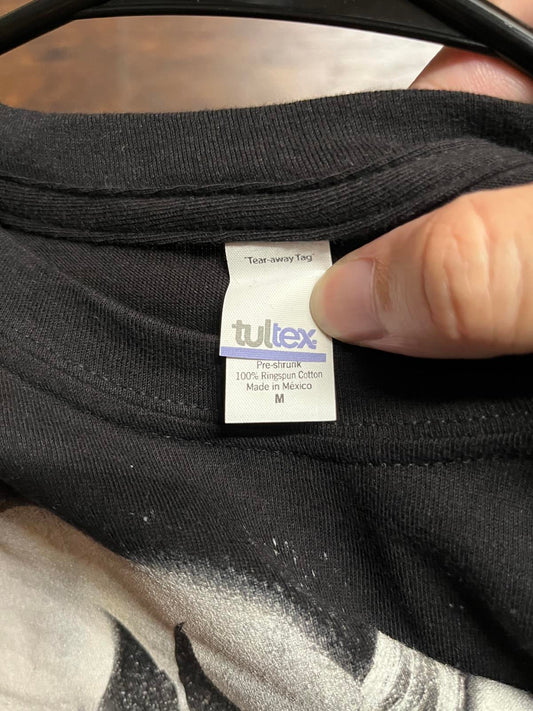 "Tear-away Tag"
tultex
Pre-shrunk
100% Ringspun Cotton
Made in México
M